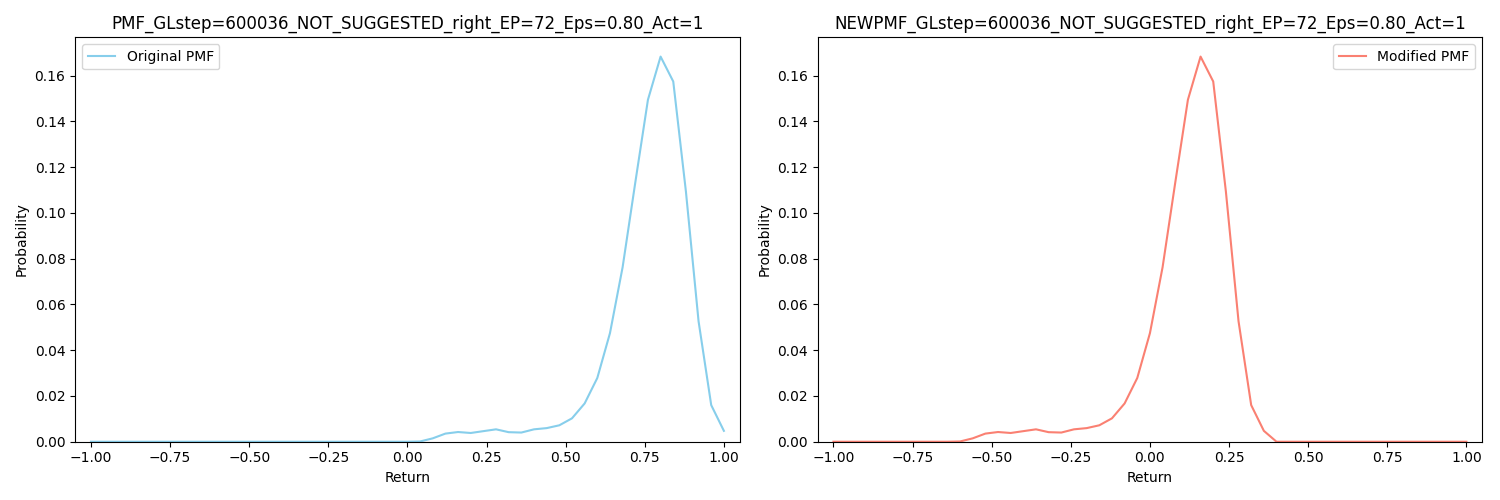 PMF_GLstep=600036_NOT_SUGGESTED_right_EP=72_Eps=0.80_Act=1
Original PMF
0.16
0.14
0.12
0.10
0.08
0.06
0.04
0.02
0.00
Probability
−1.00 −0.75 −0.50 −0.25 0.00 0.25 0.50 0.75 1.00
Return
NEWPMF_GLstep=600036_NOT_SUGGESTED_right_EP=72_Eps=0.80_Act=1
Modified PMF
0.16
0.14
0.12
0.10
0.08
0.06
0.04
0.02
0.00
Probability
−1.00 −0.75 −0.50 −0.25 0.00 0.25 0.50 0.75 1.00
Return